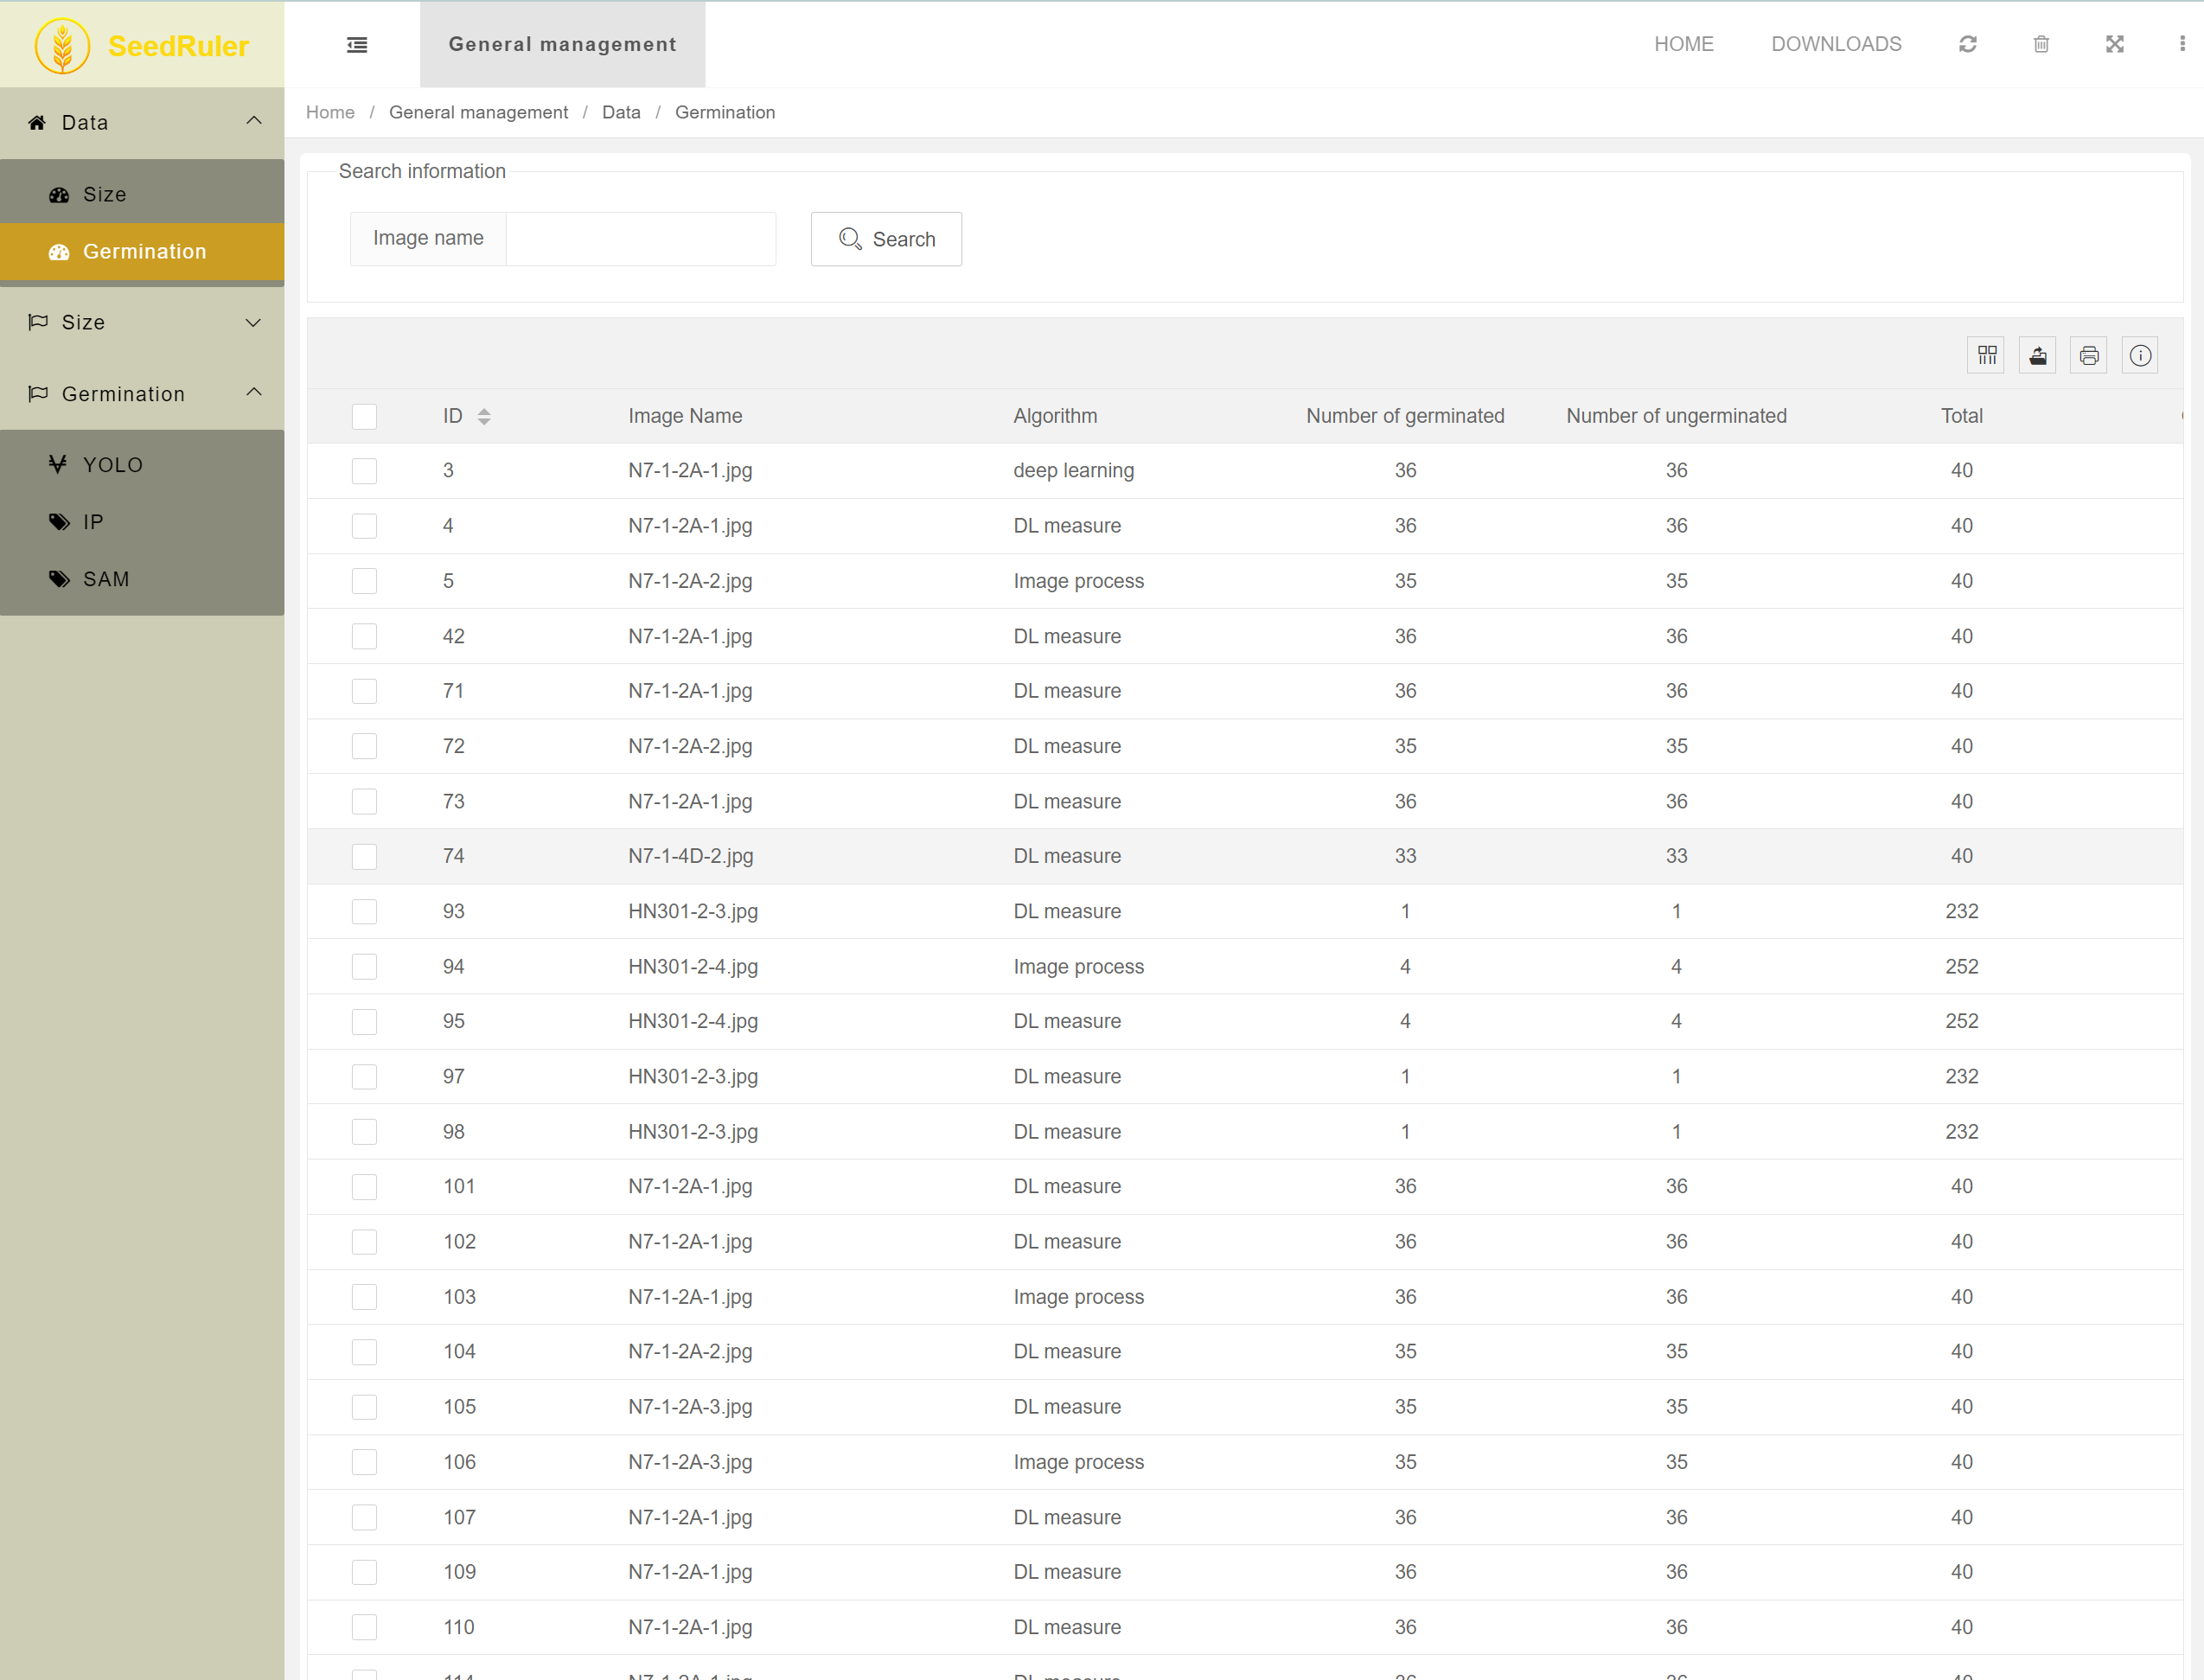 SeedRuler
General management
HOME
DOWNLOADS
Data
Home / General management / Data / Germination
Size
Germination
Size
Germination
YOLO
IP
SAM
Search information
Image name
Search
ID Image Name Algorithm Number of germinated Number of ungerminated Total
3 N7-1-2A-1.jpg deep learning 36 36 40
4 N7-1-2A-1.jpg DL measure 36 36 40
5 N7-1-2A-2.jpg Image process 35 35 40
42 N7-1-2A-1.jpg DL measure 36 36 40
71 N7-1-2A-1.jpg DL measure 36 36 40
72 N7-1-2A-2.jpg DL measure 35 35 40
73 N7-1-2A-1.jpg DL measure 36 36 40
74 N7-1-4D-2.jpg DL measure 33 33 40
93 HN301-2-3.jpg DL measure 1 1 232
94 HN301-2-4.jpg Image process 4 4 252
95 HN301-2-4.jpg DL measure 4 4 252
97 HN301-2-3.jpg DL measure 1 1 232
98 HN301-2-3.jpg DL measure 1 1 232
101 N7-1-2A-1.jpg DL measure 36 36 40
102 N7-1-2A-1.jpg DL measure 36 36 40
103 N7-1-2A-1.jpg Image process 36 36 40
104 N7-1-2A-2.jpg DL measure 35 35 40
105 N7-1-2A-3.jpg DL measure 35 35 40
106 N7-1-2A-3.jpg Image process 35 35 40
107 N7-1-2A-1.jpg DL measure 36 36 40
109 N7-1-2A-1.jpg DL measure 36 36 40
110 N7-1-2A-1.jpg DL measure 36 36 40